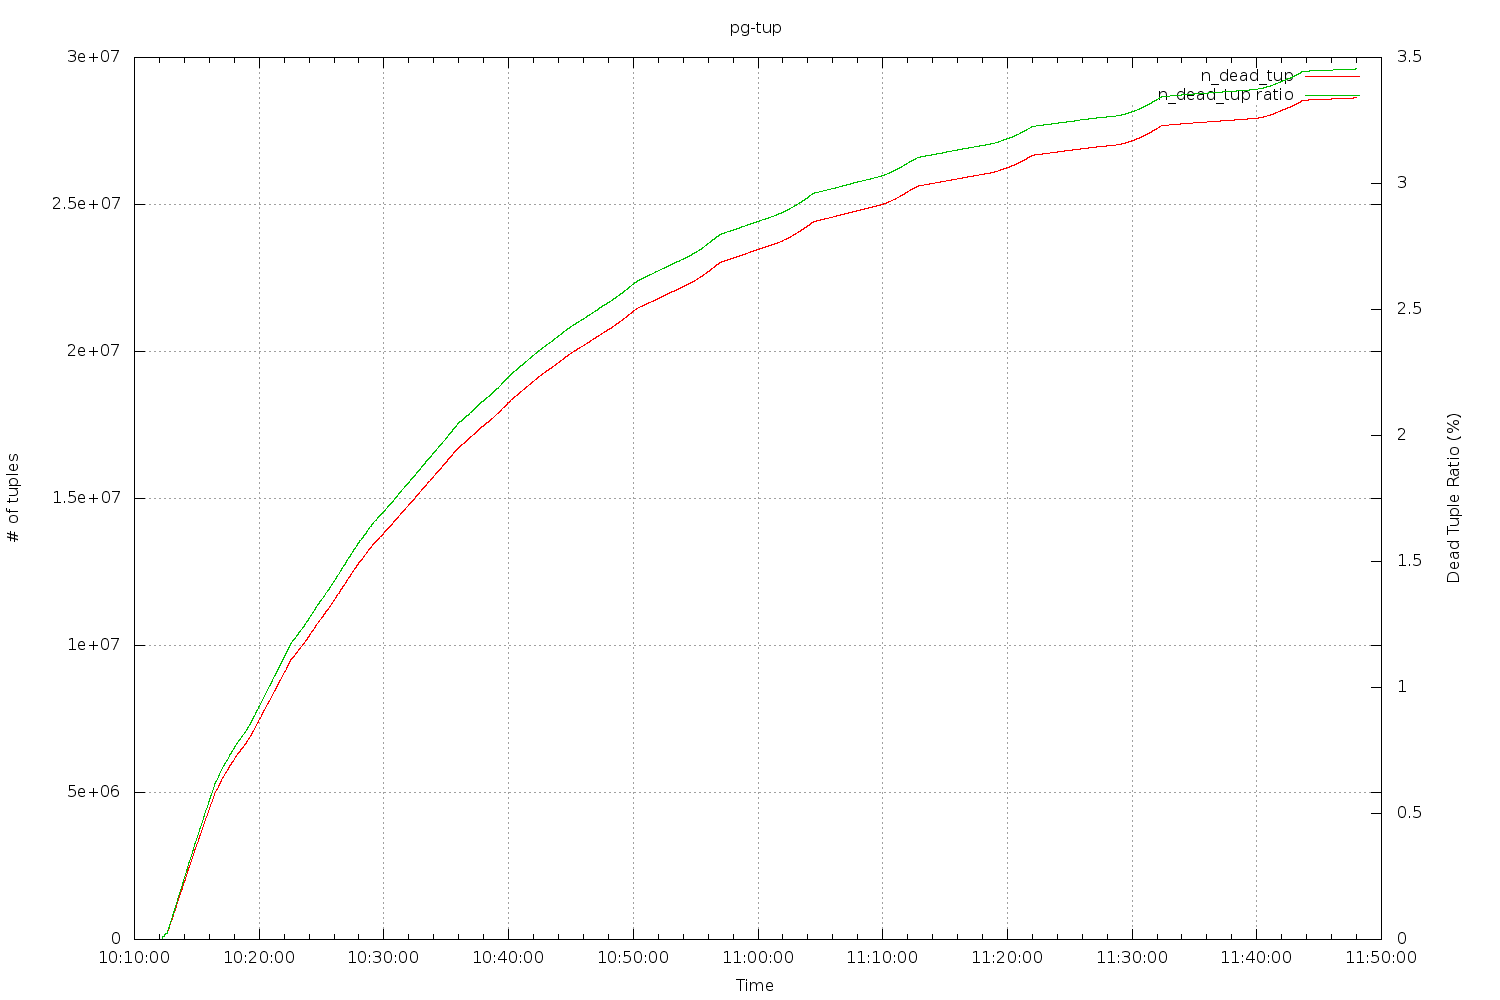 pg-tup
3e+07
2.5e+07
2e+07
1.5e+07
1e+07
5e+06
0
# of tuples
n_dead_tup
n_dead_tup ratio
3.5
3
2.5
2
1.5
1
0.5
0
Dead Tuple Ratio (%)
10:10:00 10:20:00 10:30:00 10:40:00 10:50:00 11:00:00 11:10:00 11:20:00 11:30:00 11:40:00 11:50:00
Time